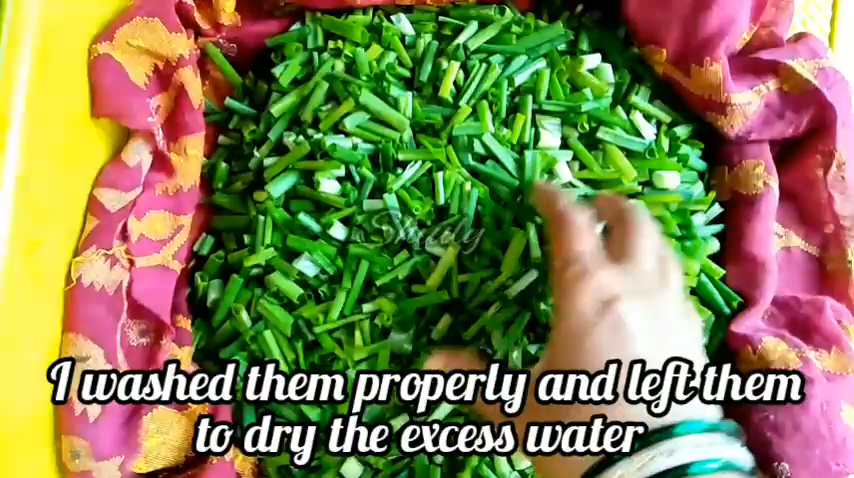 I washed them properly and left them
to dry the excess water